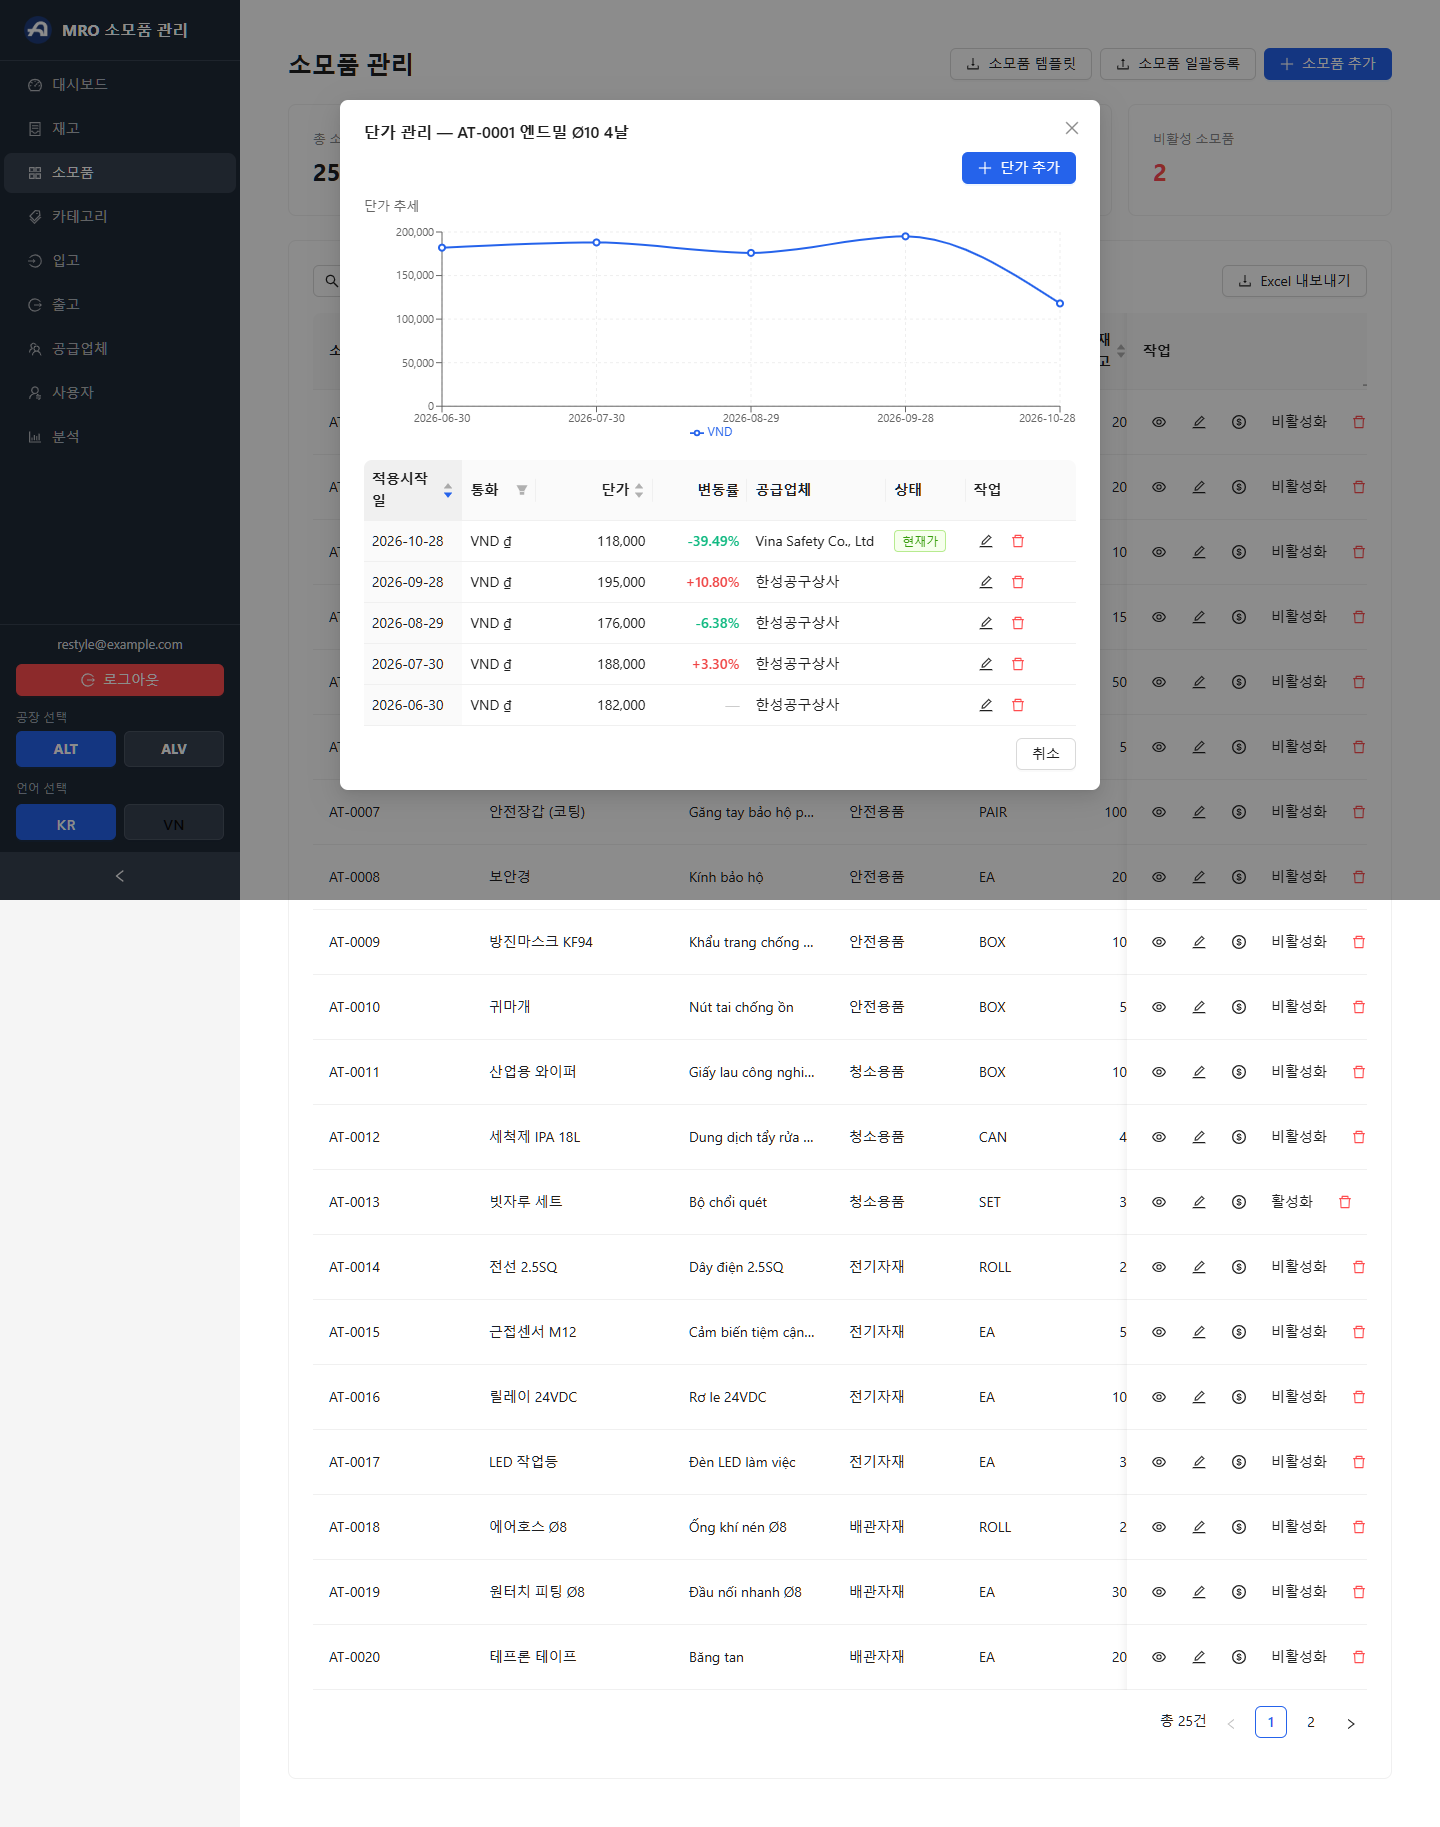 MRO 소모품 관리
대시보드
재고
소모품
카테고리
입고
출고
공급업체
사용자
분석
restyle@example.com
로그아웃
공장 선택
ALT
ALV
언어 선택
KR
VN
소모품 관리
소모품 템플릿
소모품 일괄등록
소모품 추가
총 소
25
비활성 소모품
2
Excel 내보내기
단가 관리 — AT-0001 엔드밀 Ø10 4날
단가 추가
단가 추세
200,000
150,000
100,000
50,000
0
2026-06-30
2026-07-30
2026-08-29
2026-09-28
2026-10-28
VND
적용시작일 통화 단가 변동률 공급업체 상태 작업
2026-10-28 VND ₫ 118,000 -39.49% Vina Safety Co., Ltd 현재가
2026-09-28 VND ₫ 195,000 +10.80% 한성공구상사
2026-08-29 VND ₫ 176,000 -6.38% 한성공구상사
2026-07-30 VND ₫ 188,000 +3.30% 한성공구상사
2026-06-30 VND ₫ 182,000 — 한성공구상사
취소
소 재고 작업
AT 20 비활성화
AT 20 비활성화
AT 10 비활성화
AT 15 비활성화
AT 50 비활성화
AT 5 비활성화
AT-0007 안전장갑 (코팅) Găng tay bảo hộ p... 안전용품 PAIR 100 비활성화
AT-0008 보안경 Kính bảo hộ 안전용품 EA 20 비활성화
AT-0009 방진마스크 KF94 Khẩu trang chống ... 안전용품 BOX 10 비활성화
AT-0010 귀마개 Nút tai chống ồn 안전용품 BOX 5 비활성화
AT-0011 산업용 와이퍼 Giấy lau công nghi... 청소용품 BOX 10 비활성화
AT-0012 세척제 IPA 18L Dung dịch tẩy rửa ... 청소용품 CAN 4 비활성화
AT-0013 빗자루 세트 Bộ chổi quét 청소용품 SET 3 활성화
AT-0014 전선 2.5SQ Dây điện 2.5SQ 전기자재 ROLL 2 비활성화
AT-0015 근접센서 M12 Cảm biến tiệm cận... 전기자재 EA 5 비활성화
AT-0016 릴레이 24VDC Rơ le 24VDC 전기자재 EA 10 비활성화
AT-0017 LED 작업등 Đèn LED làm việc 전기자재 EA 3 비활성화
AT-0018 에어호스 Ø8 Ống khí nén Ø8 배관자재 ROLL 2 비활성화
AT-0019 원터치 피팅 Ø8 Đầu nối nhanh Ø8 배관자재 EA 30 비활성화
AT-0020 테프론 테이프 Băng tan 배관자재 EA 20 비활성화
총 25건 1 2